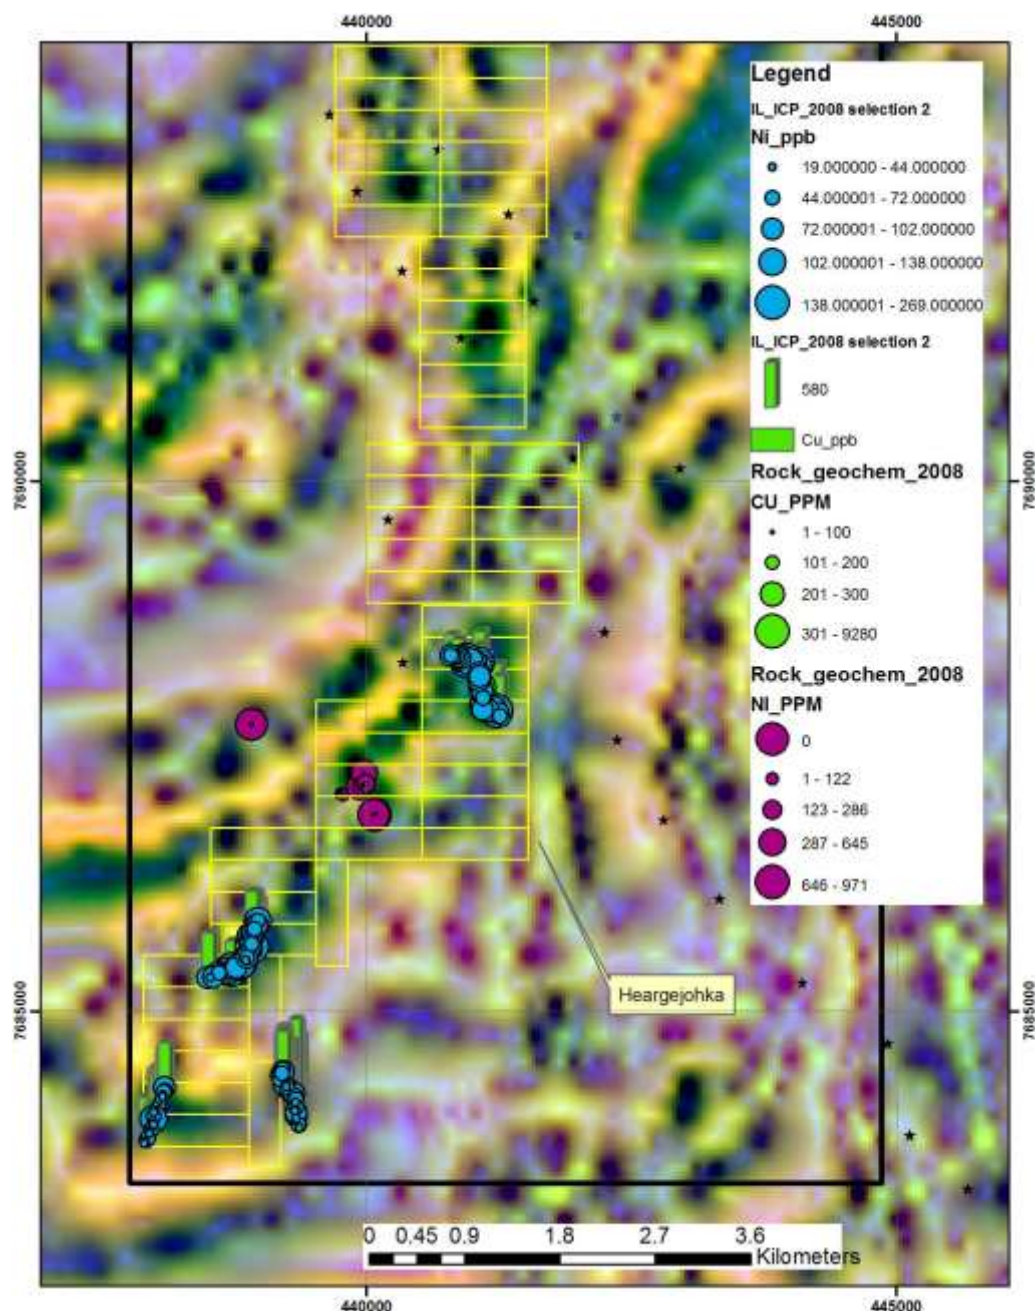 440000
445000
Legend
IL_ICP_2008 selection 2
Ni_ppb
19.000000 - 44.000000
44.000001 - 72.000000
72.000001 - 102.000000
102.000001 - 138.000000
138.000001 - 269.000000
IL_ICP_2008 selection 2
580
Cu_ppb
Rock_geochem_2008
CU_PPM
1 - 100
101 - 200
201 - 300
301 - 9280
Rock_geochem_2008
NI_PPM
0
1 - 122
123 - 286
287 - 645
646 - 971
7690000
7690000
Heargejohka
7685000
7685000
0 0.45 0.9 1.8 2.7 3.6
Kilometers
440000
445000